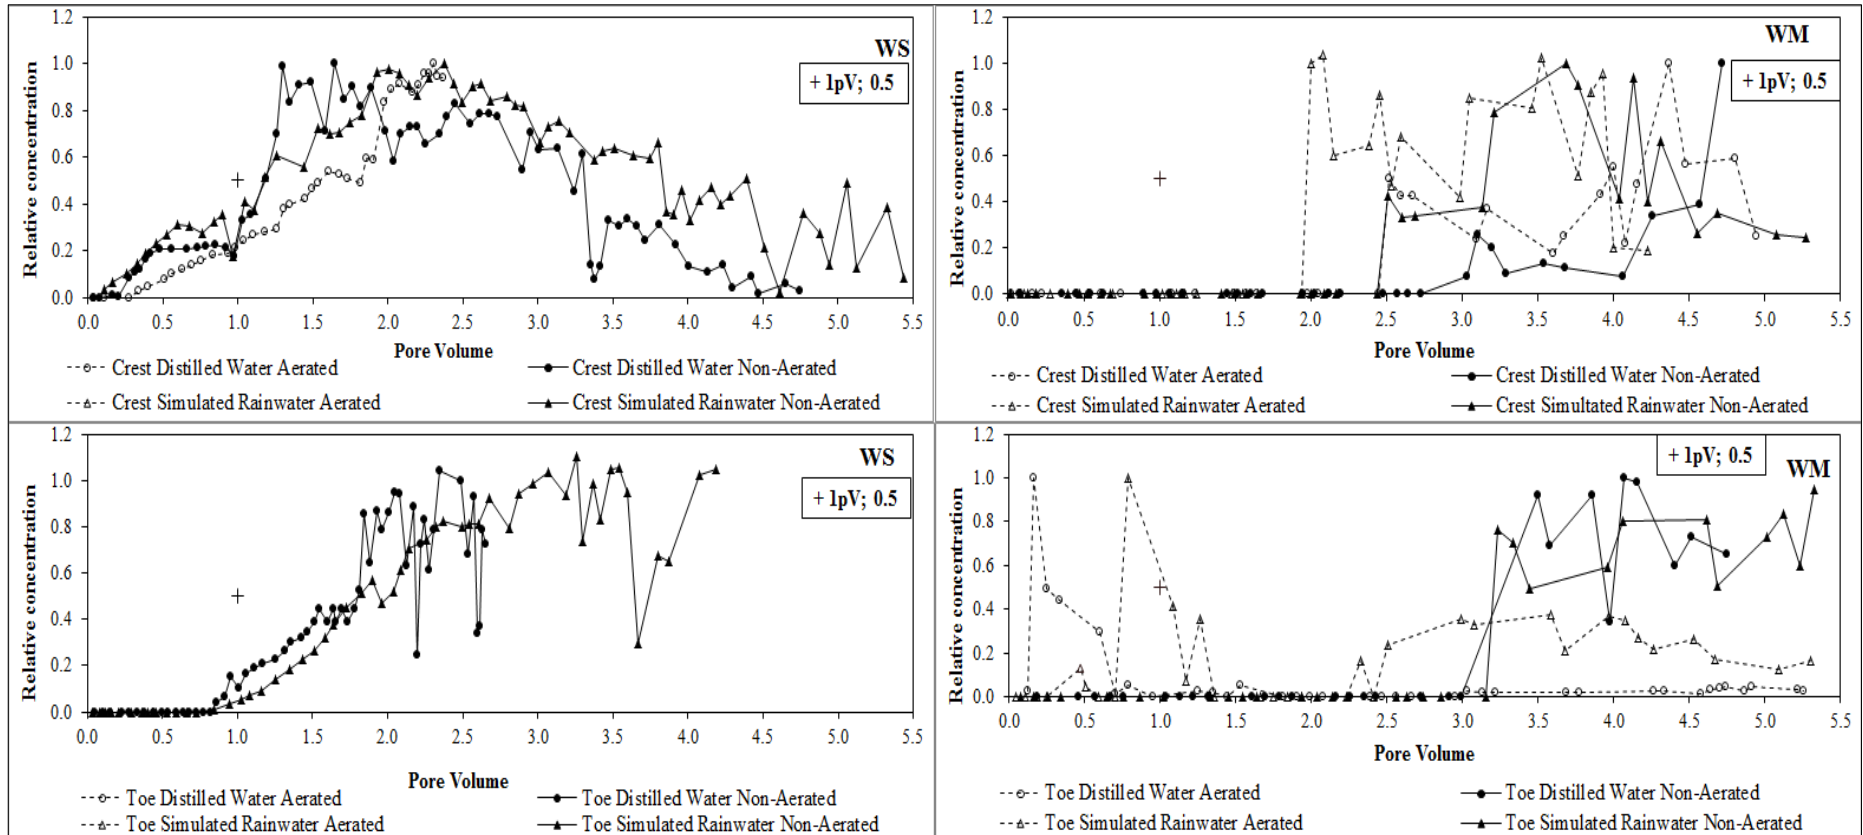 1.2
1.0
0.8
0.6
0.4
0.2
0.0
Relative concentration
WS
+ 1pV; 0.5
0.0 0.5 1.0 1.5 2.0 2.5 3.0 3.5 4.0 4.5 5.0 5.5
Pore Volume
Crest Distilled Water Aerated Crest Distilled Water Non-Aerated
Crest Simulated Rainwater Aerated Crest Simulated Rainwater Non-Aerated
1.2
1.0
0.8
0.6
0.4
0.2
0.0
Relative concentration
WM
+ 1pV; 0.5
0.0 0.5 1.0 1.5 2.0 2.5 3.0 3.5 4.0 4.5 5.0 5.5
Pore Volume
Crest Distilled Water Aerated Crest Distilled Water Non-Aerated
Crest Simulated Rainwater Aerated Crest Simultated Rainwater Non-Aerated
1.2
1.0
0.8
0.6
0.4
0.2
0.0
Relative concentration
WS
+ 1pV; 0.5
0.0 0.5 1.0 1.5 2.0 2.5 3.0 3.5 4.0 4.5 5.0 5.5
Pore Volume
Toe Distilled Water Aerated Toe Distilled Water Non-Aerated
Toe Simulated Rainwater Aerated Toe Simulated Rainwater Non-Aerated
1.2
1.0
0.8
0.6
0.4
0.2
0.0
Relative concentration
+ 1pV; 0.5
WM
0.0 0.5 1.0 1.5 2.0 2.5 3.0 3.5 4.0 4.5 5.0 5.5
Pore Volume
Toe Distilled Water Aerated Toe Distilled Water Non-Aerated
Toe Simulated Rainwater Aerated Toe Simulated Rainwater Non-Aerated